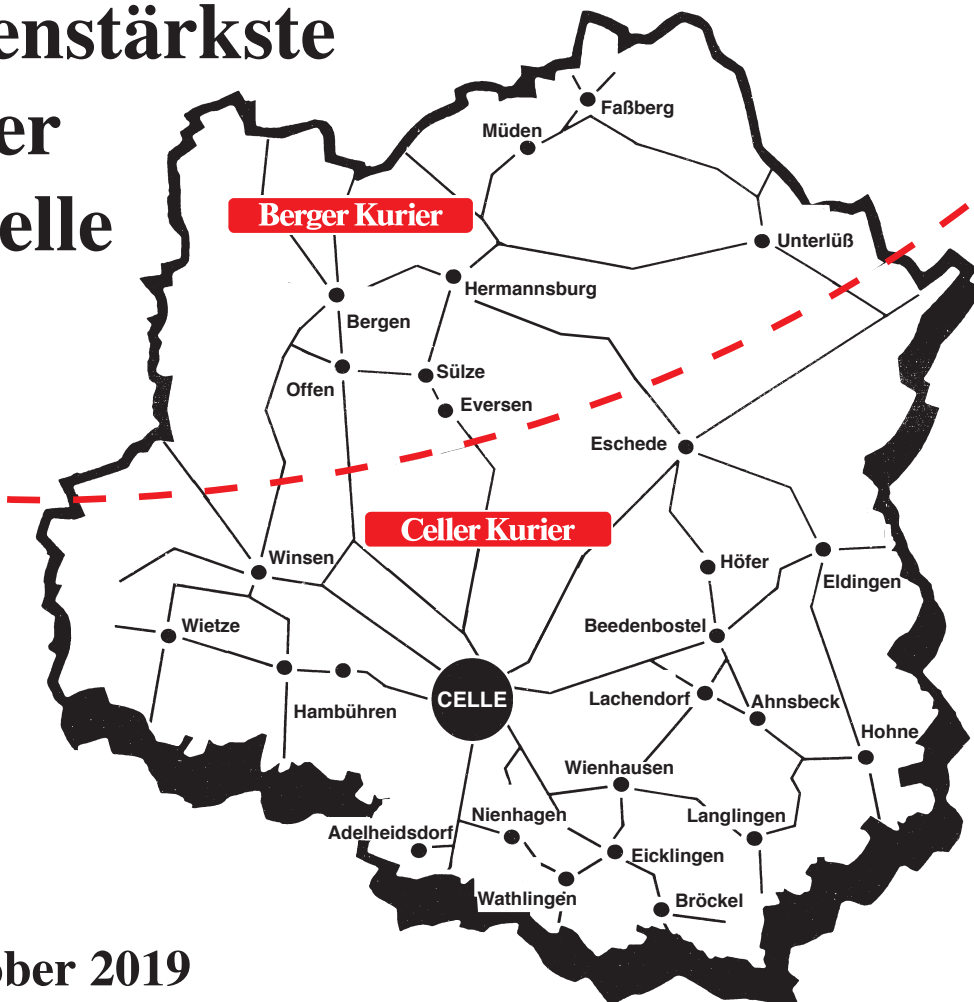 enstärkste
er
elle
Faßberg
Müden
Berger Kurier
Unterlüß
Hermannsburg
Bergen
Sülze
Offen
Eversen
Eschede
Celler Kurier
Winsen
Höfer
Eldingen
Wietze
Beedenbostel
CELLE
Lachendorf
Ahnsbeck
Hambühren
Hohne
Wienhausen
Nienhagen
Langlingen
Adelheidsdorf
Eicklingen
Wathlingen
Bröckel
ober 2019